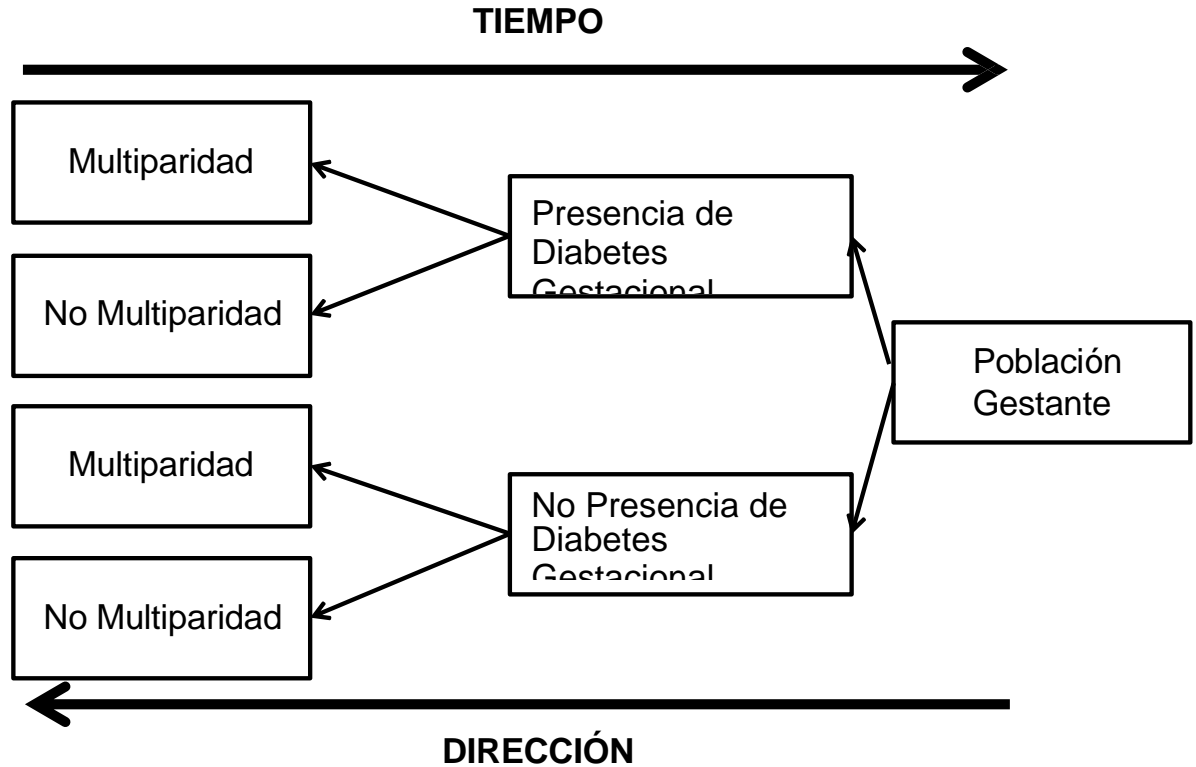 TIEMPO
Multiparidad
No Multiparidad
Multiparidad
No Multiparidad
Presencia de
Diabetes
Gestacional
No Presencia de
Diabetes
Gestacional
Población
Gestante
DIRECCIÓN